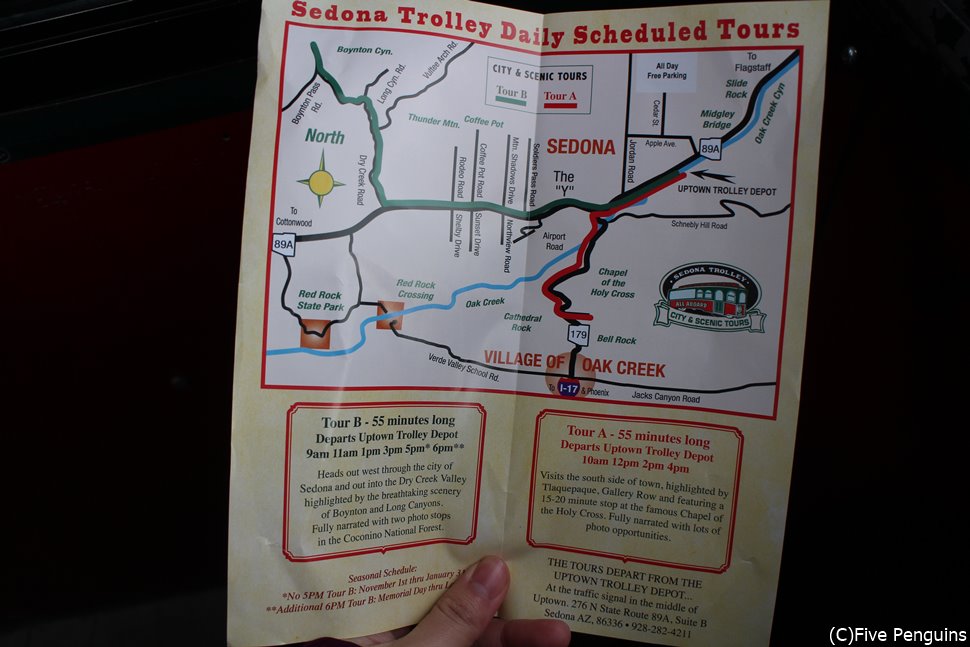 Sedona Trolley Daily Scheduled Tours
Boynton Cyn.
Vultee Arch Rd.
Long Cyn. Rd.
Boynton Pass
Rd.
CITY & SCENIC TOURS
Tour B
Tour A
All Day
Free Parking
To
Flagstaff
Slide
Rock
Oak Creek Cyn
Midgley
Bridge
Cedar St.
Apple Ave.
89A
Jordan Road
North
Thunder Mtn.
Coffee Pot
SEDONA
The
"Y"
UPTOWN TROLLEY DEPOT
Dry Creek Road
Rodeo Road
Coffee Pot Road
Mtn. Shadows Drive
Soldiers Pass Road
Shelby Drive
Sunset Drive
Northview Road
Airport
Road
Schnebly Hill Road
To
Cottonwood
89A
Red Rock
State Park
Red Rock
Crossing
Oak Creek
Chapel
of the
Holy Cross
Cathedral
Rock
SEDONA TROLLEY
ALL ABOARD
CITY & SCENIC TOURS
179
Bell Rock
Verde Valley School Rd.
VILLAGE OF OAK CREEK
To I-17 & Phoenix
Jacks Canyon Road
Tour B - 55 minutes long
Departs Uptown Trolley Depot
9am 11am 1pm 3pm 5pm* 6pm**
Heads out west through the city of
Sedona and out into the Dry Creek Valley
highlighted by the breathtaking scenery
of Boynton and Long Canyons.
Fully narrated with two photo stops
in the Coconino National Forest.
Seasonal Schedule:
*No 5PM Tour B: November 1st thru January
**Additional 6PM Tour B: Memorial Day thru
Tour A - 55 minutes long
Departs Uptown Trolley Depot
10am 12pm 2pm 4pm
Visits the south side of town, highlighted by
Tlaquepaque, Gallery Row and featuring a
15-20 minute stop at the famous Chapel of
the Holy Cross. Fully narrated with lots of
photo opportunities.
THE TOURS DEPART FROM THE
UPTOWN TROLLEY DEPOT...
At the traffic signal in the middle of
Uptown. 276 N State Route 89A, Suite B
Sedona AZ, 86336 • 928-282-4211
(C)Five Penguins